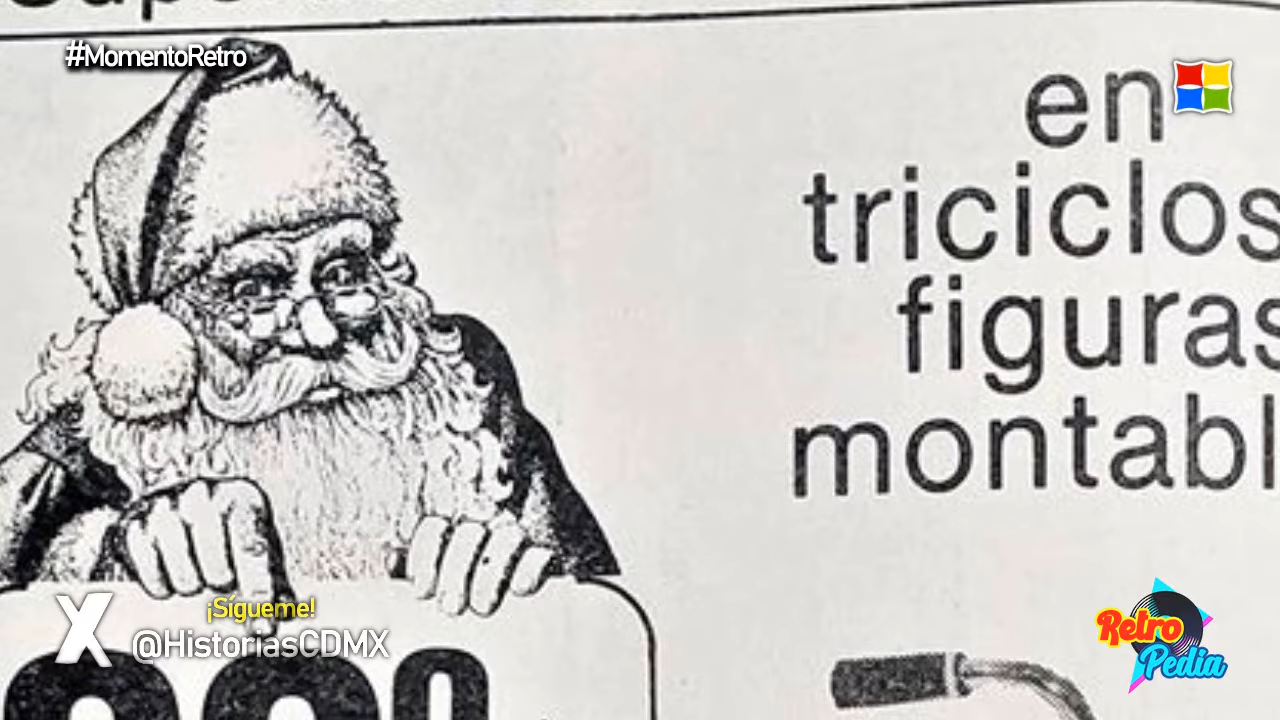 #MomentoRetro
en
triciclos
figuras
montabl
¡Sígueme!
X @HistoriasCDMX
Retro
Pedia